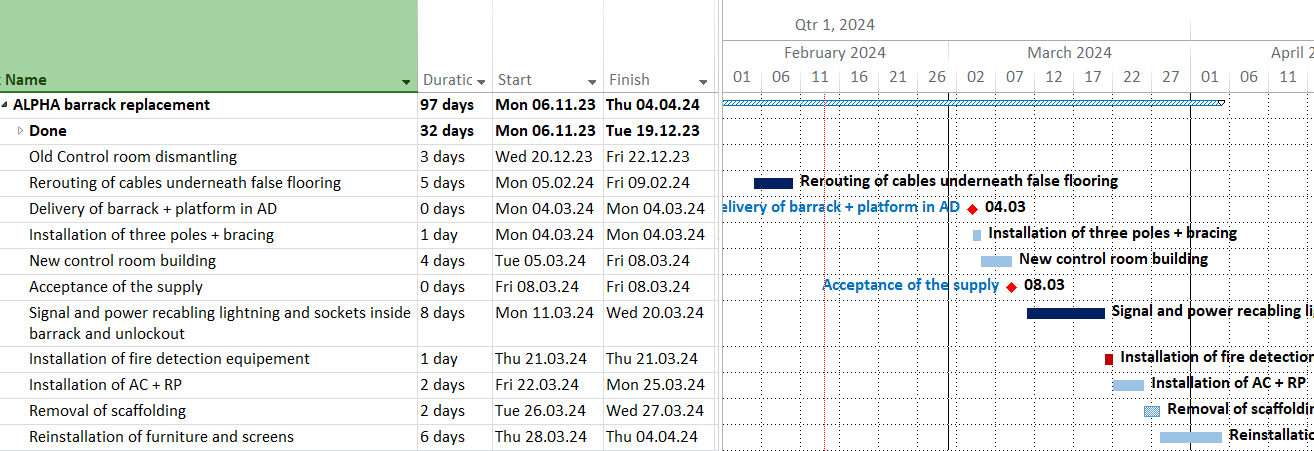 Qtr 1, 2024
February 2024 March 2024 April 2
Name Duratic Start Finish 01 06 11 16 21 26 02 07 12 17 22 27 01 06 11
ALPHA barrack replacement 97 days Mon 06.11.23 Thu 04.04.24
Done 32 days Mon 06.11.23 Tue 19.12.23
Old Control room dismantling 3 days Wed 20.12.23 Fri 22.12.23
Rerouting of cables underneath false flooring 5 days Mon 05.02.24 Fri 09.02.24 Rerouting of cables underneath false flooring
Delivery of barrack + platform in AD 0 days Mon 04.03.24 Mon 04.03.24 elivery of barrack + platform in AD 04.03
Installation of three poles + bracing 1 day Mon 04.03.24 Mon 04.03.24 Installation of three poles + bracing
New control room building 4 days Tue 05.03.24 Fri 08.03.24 New control room building
Acceptance of the supply 0 days Fri 08.03.24 Fri 08.03.24 Acceptance of the supply 08.03
Signal and power recabling lightning and sockets inside 8 days Mon 11.03.24 Wed 20.03.24 Signal and power recabling li
barrack and unlockout
Installation of fire detection equipement 1 day Thu 21.03.24 Thu 21.03.24 Installation of fire detection
Installation of AC + RP 2 days Fri 22.03.24 Mon 25.03.24 Installation of AC + RP
Removal of scaffolding 2 days Tue 26.03.24 Wed 27.03.24 Removal of scaffoldin
Reinstallation of furniture and screens 6 days Thu 28.03.24 Thu 04.04.24 Reinstallatio